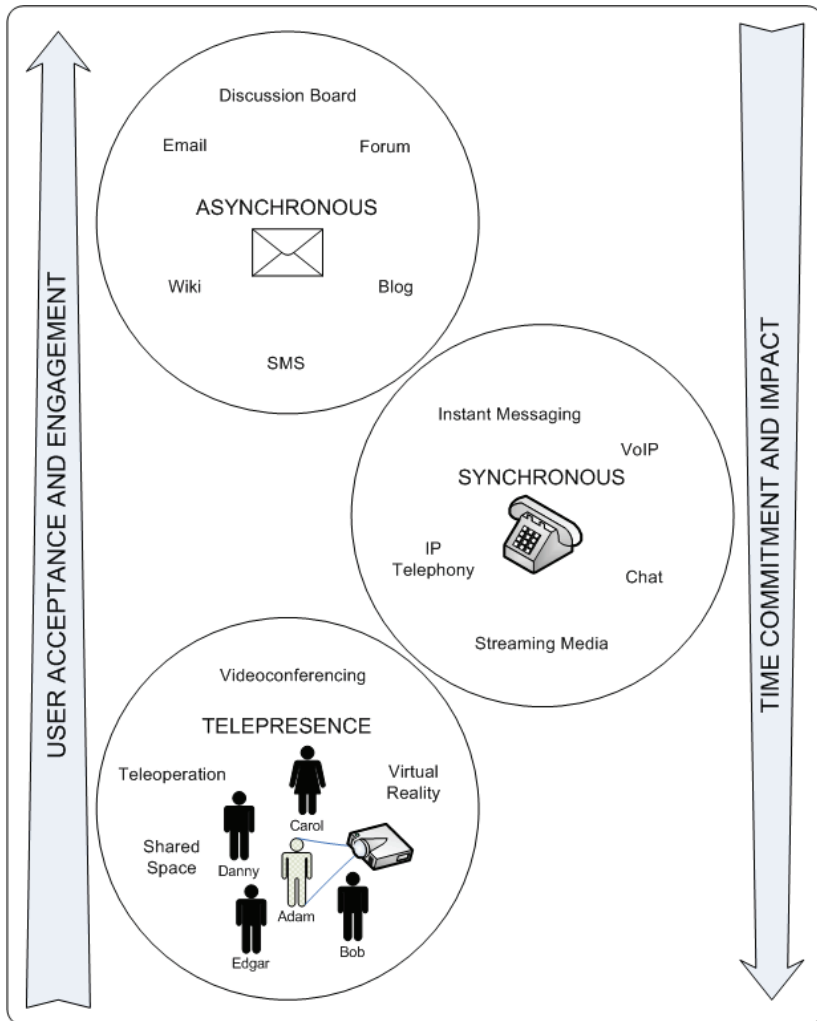 USER ACCEPTANCE AND ENGAGEMENT
Discussion Board
Email
Forum
ASYNCHRONOUS
Wiki
Blog
SMS
Instant Messaging
VoIP
SYNCHRONOUS
IP
Telephony
Chat
Streaming Media
Videoconferencing
TELEPRESENCE
Teleoperation
Virtual
Reality
Carol
Shared
Space
Danny
Adam
Edgar
Bob
TIME COMMITMENT AND IMPACT